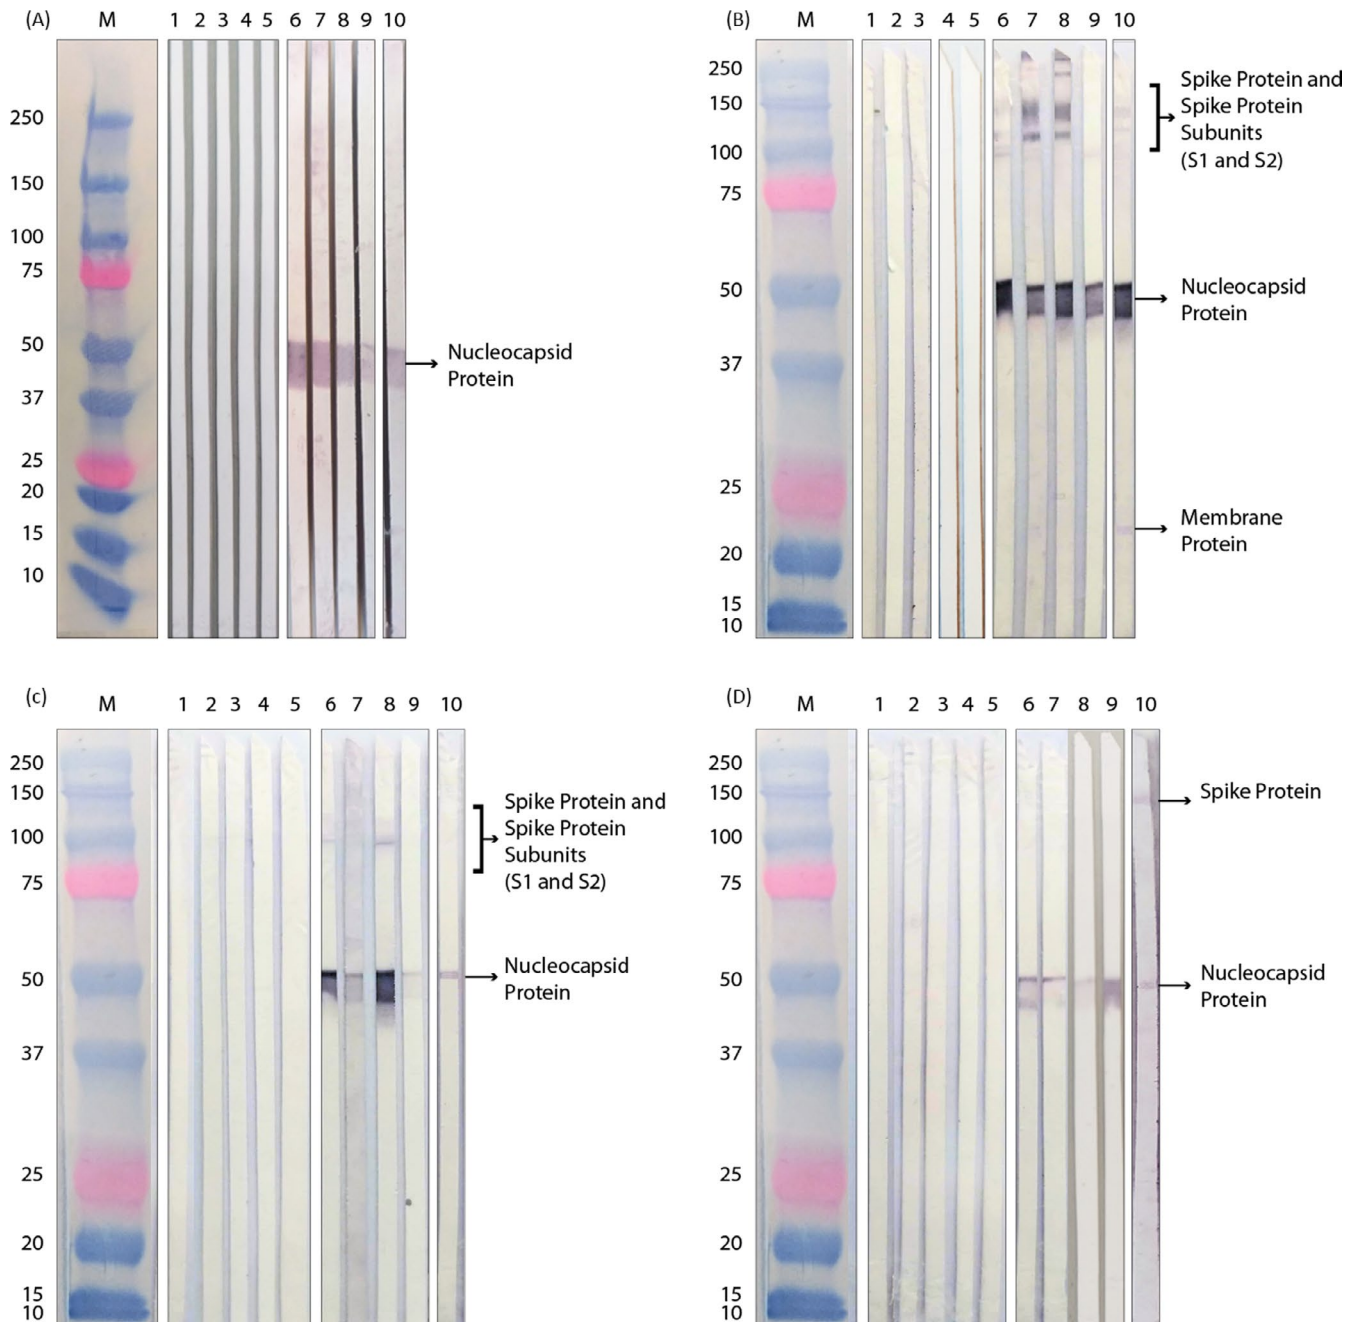 (A)
M 1 2 3 4 5 6 7 8 9 10
250
150
100
75
50
37
25
20
15
10
Nucleocapsid
Protein
(B)
M 1 2 3 4 5 6 7 8 9 10
250
150
100
75
50
37
25
20
15
10
Spike Protein and
Spike Protein
Subunits
(S1 and S2)
Nucleocapsid
Protein
Membrane
Protein
(C)
M 1 2 3 4 5 6 7 8 9 10
250
150
100
75
50
37
25
20
15
10
Spike Protein and
Spike Protein
Subunits
(S1 and S2)
Nucleocapsid
Protein
(D)
M 1 2 3 4 5 6 7 8 9 10
250
150
100
75
50
37
25
20
15
10
Spike Protein
Nucleocapsid
Protein